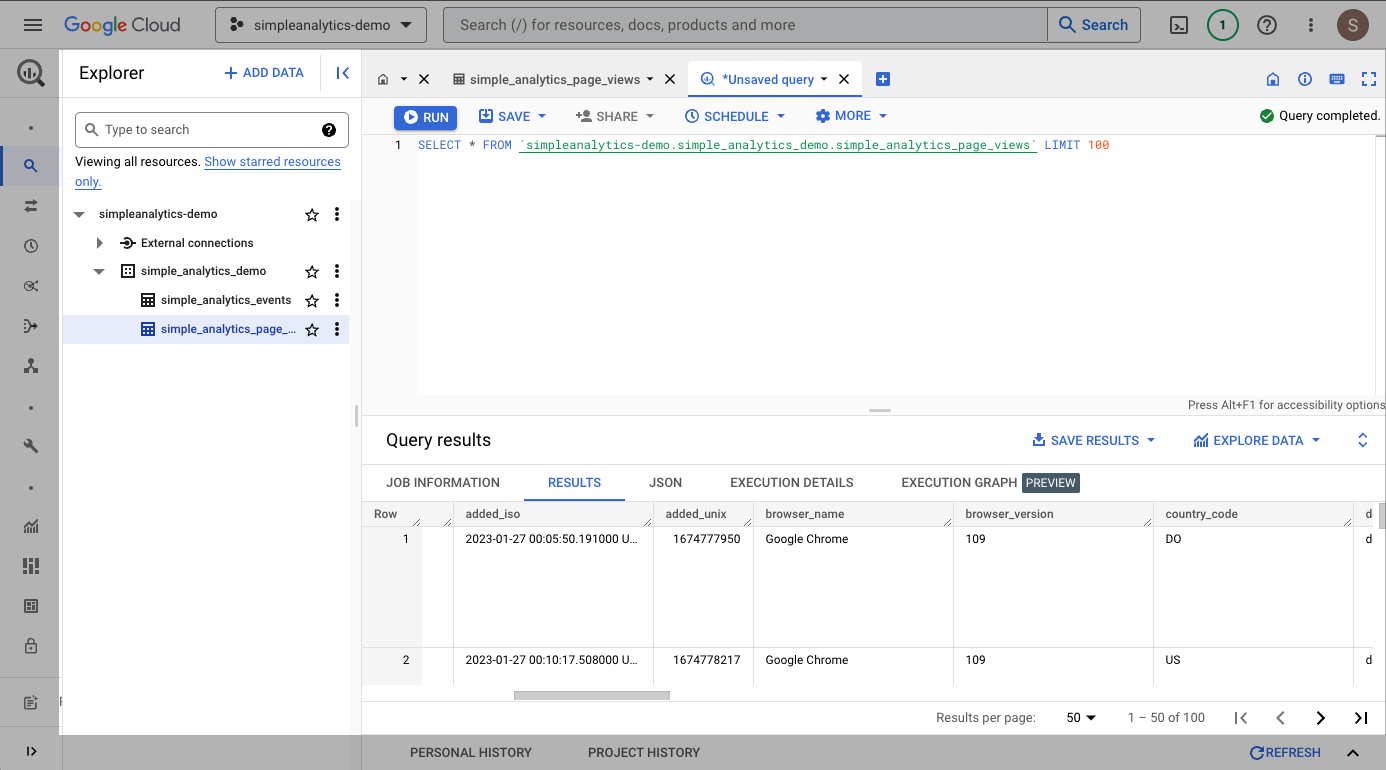 Google Cloud
simpleanalytics-demo
Search (/) for resources, docs, products and more
Search
1
S
Explorer
+ ADD DATA
simple_analytics_page_views
*Unsaved query
Type to search
?
Viewing all resources. Show starred resources
only.
RUN
SAVE
SHARE
SCHEDULE
MORE
Query completed.
1 SELECT * FROM `simpleanalytics-demo.simple_analytics_demo.simple_analytics_page_views` LIMIT 100
simpleanalytics-demo
External connections
simple_analytics_demo
simple_analytics_events
simple_analytics_page_...
Press Alt+F1 for accessibility options
Query results
SAVE RESULTS
EXPLORE DATA
JOB INFORMATION
RESULTS
JSON
EXECUTION DETAILS
EXECUTION GRAPH PREVIEW
Row added_iso added_unix browser_name browser_version country_code d
1 2023-01-27 00:05:50.191000 U... 1674777950 Google Chrome 109 DO d
2 2023-01-27 00:10:17.508000 U... 1674778217 Google Chrome 109 US d
Results per page: 50 1 – 50 of 100
PERSONAL HISTORY
PROJECT HISTORY
REFRESH